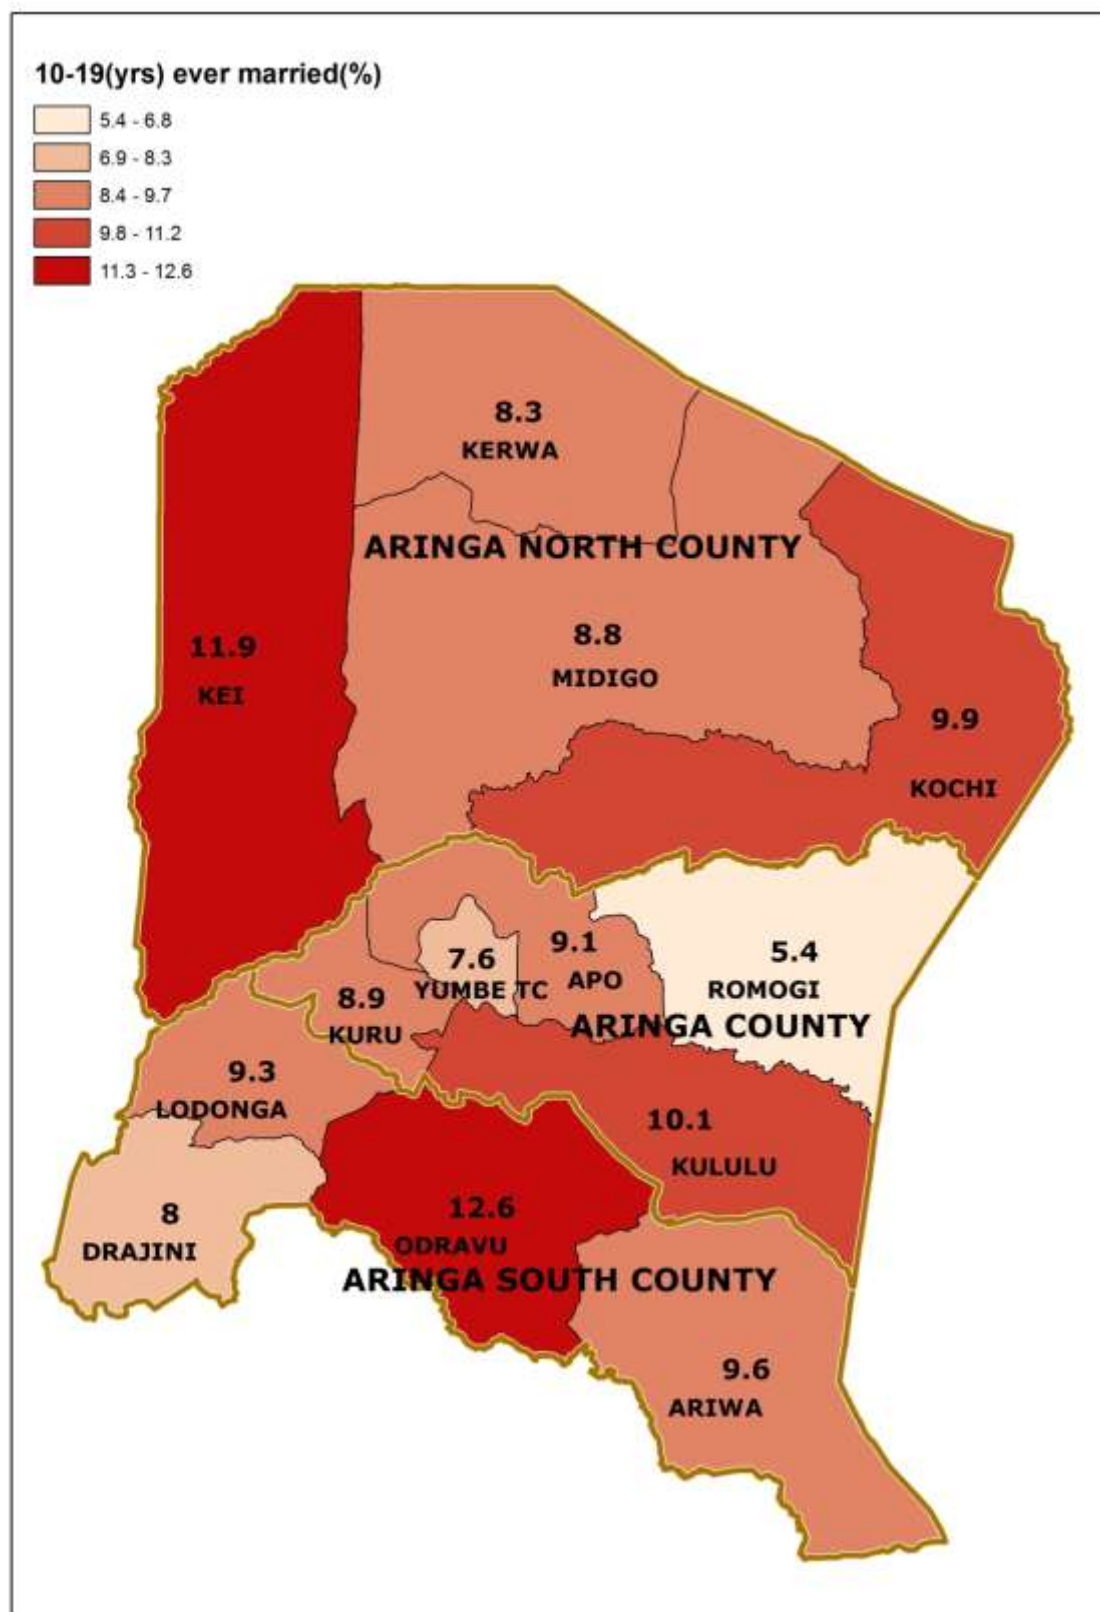 10-19(yrs) ever married(%)
5.4 - 6.8
6.9 - 8.3
8.4 - 9.7
9.8 - 11.2
11.3 - 12.6
8.3
KERWA
ARINGA NORTH COUNTY
8.8
MIDIGO
11.9
KEI
9.9
KOCHI
7.6
YUMBE TC
9.1
APO
5.4
ROMOGI
8.9
KURU
ARINGA COUNTY
9.3
LODONGA
10.1
KULULU
8
DRAJINI
12.6
ODRAVU
ARINGA SOUTH COUNTY
9.6
ARIWA